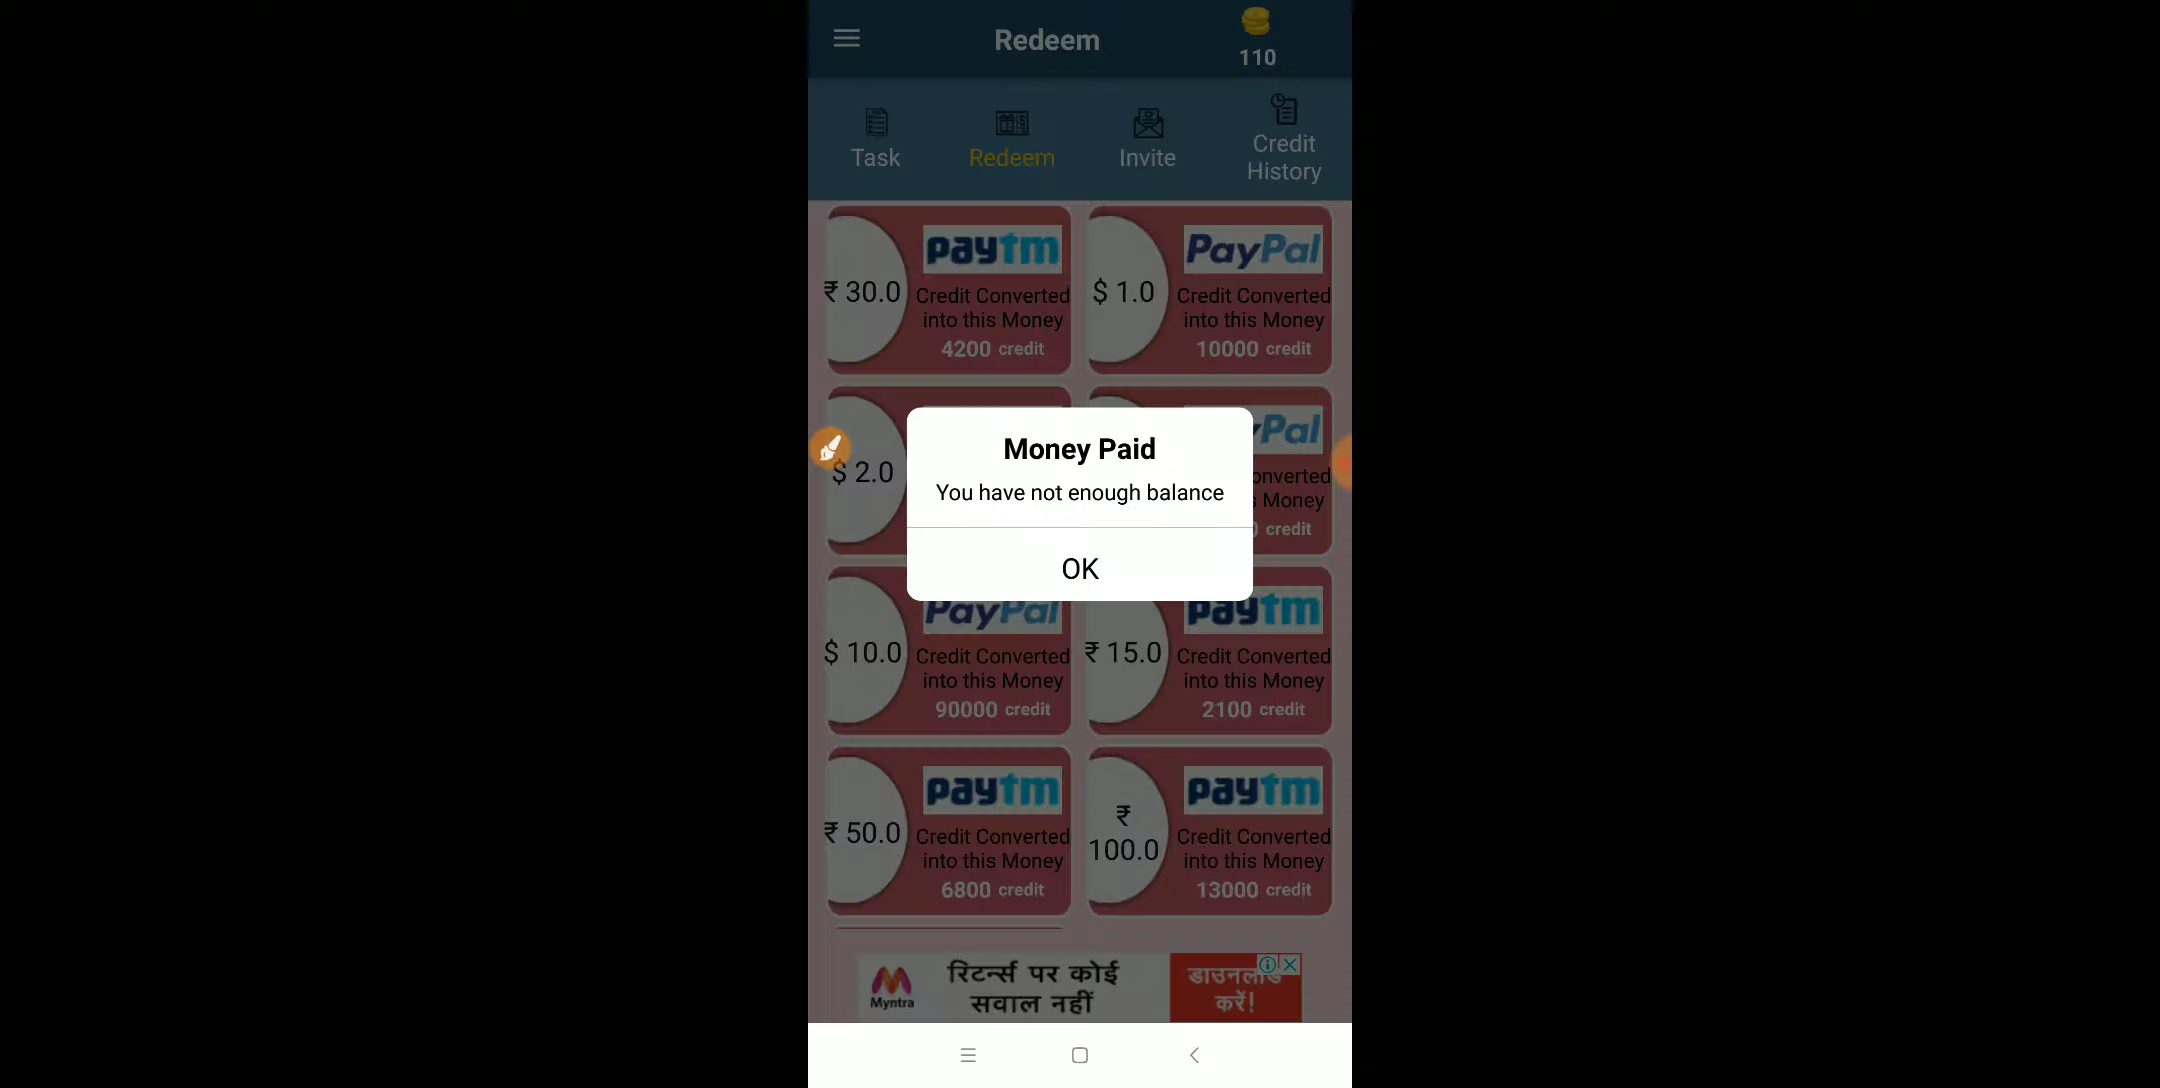 Redeem
110
Task
Redeem
Invite
Credit
History
paytm
₹ 30.0
Credit Converted
into this Money
4200 credit
PayPal
$ 1.0
Credit Converted
into this Money
10000 credit
$ 2.0
Pal
onverted
Money
credit
Money Paid
You have not enough balance
OK
PayPal
$ 10.0
Credit Converted
into this Money
90000 credit
paytm
₹ 15.0
Credit Converted
into this Money
2100 credit
paytm
₹ 50.0
Credit Converted
into this Money
6800 credit
paytm
₹
100.0
Credit Converted
into this Money
13000 credit
Myntra
रिटर्न्स पर कोई
सवाल नहीं
डाउनलोड
करें!